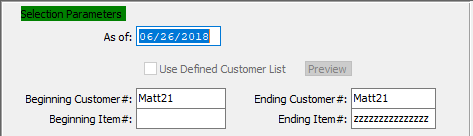 Selection Parameters
As of: 06/26/2018
Use Defined Customer List Preview
Beginning Customer#: Matt21 Ending Customer#: Matt21
Beginning Item#: Ending Item#: zzzzzzzzzzzzzzz